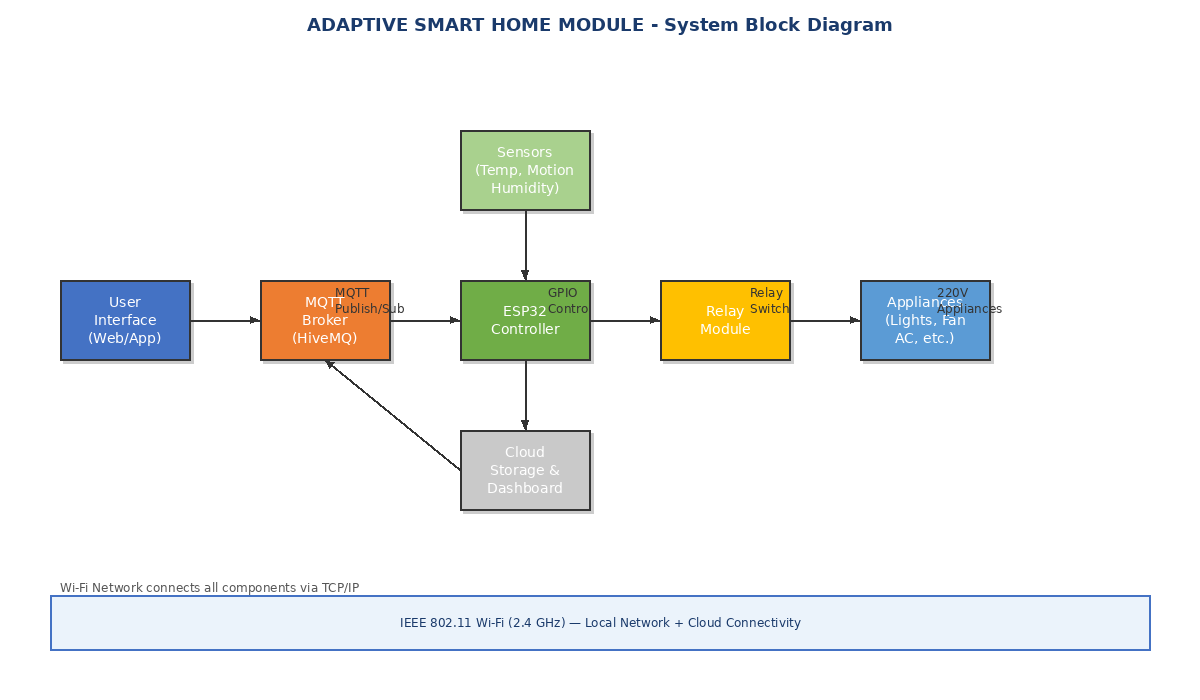 ADAPTIVE SMART HOME MODULE - System Block Diagram
Sensors
(Temp, Motion
Humidity)
User
Interface
(Web/App)
MQTT
Broker
(HiveMQ)
MQTT
Publish/Sub
ESP32
Controller
GPIO
Contro
Relay
Module
Relay
Switch
Appliances
(Lights, Fan
AC, etc.)
220V
Appliances
Cloud
Storage &
Dashboard
Wi-Fi Network connects all components via TCP/IP
IEEE 802.11 Wi-Fi (2.4 GHz) — Local Network + Cloud Connectivity